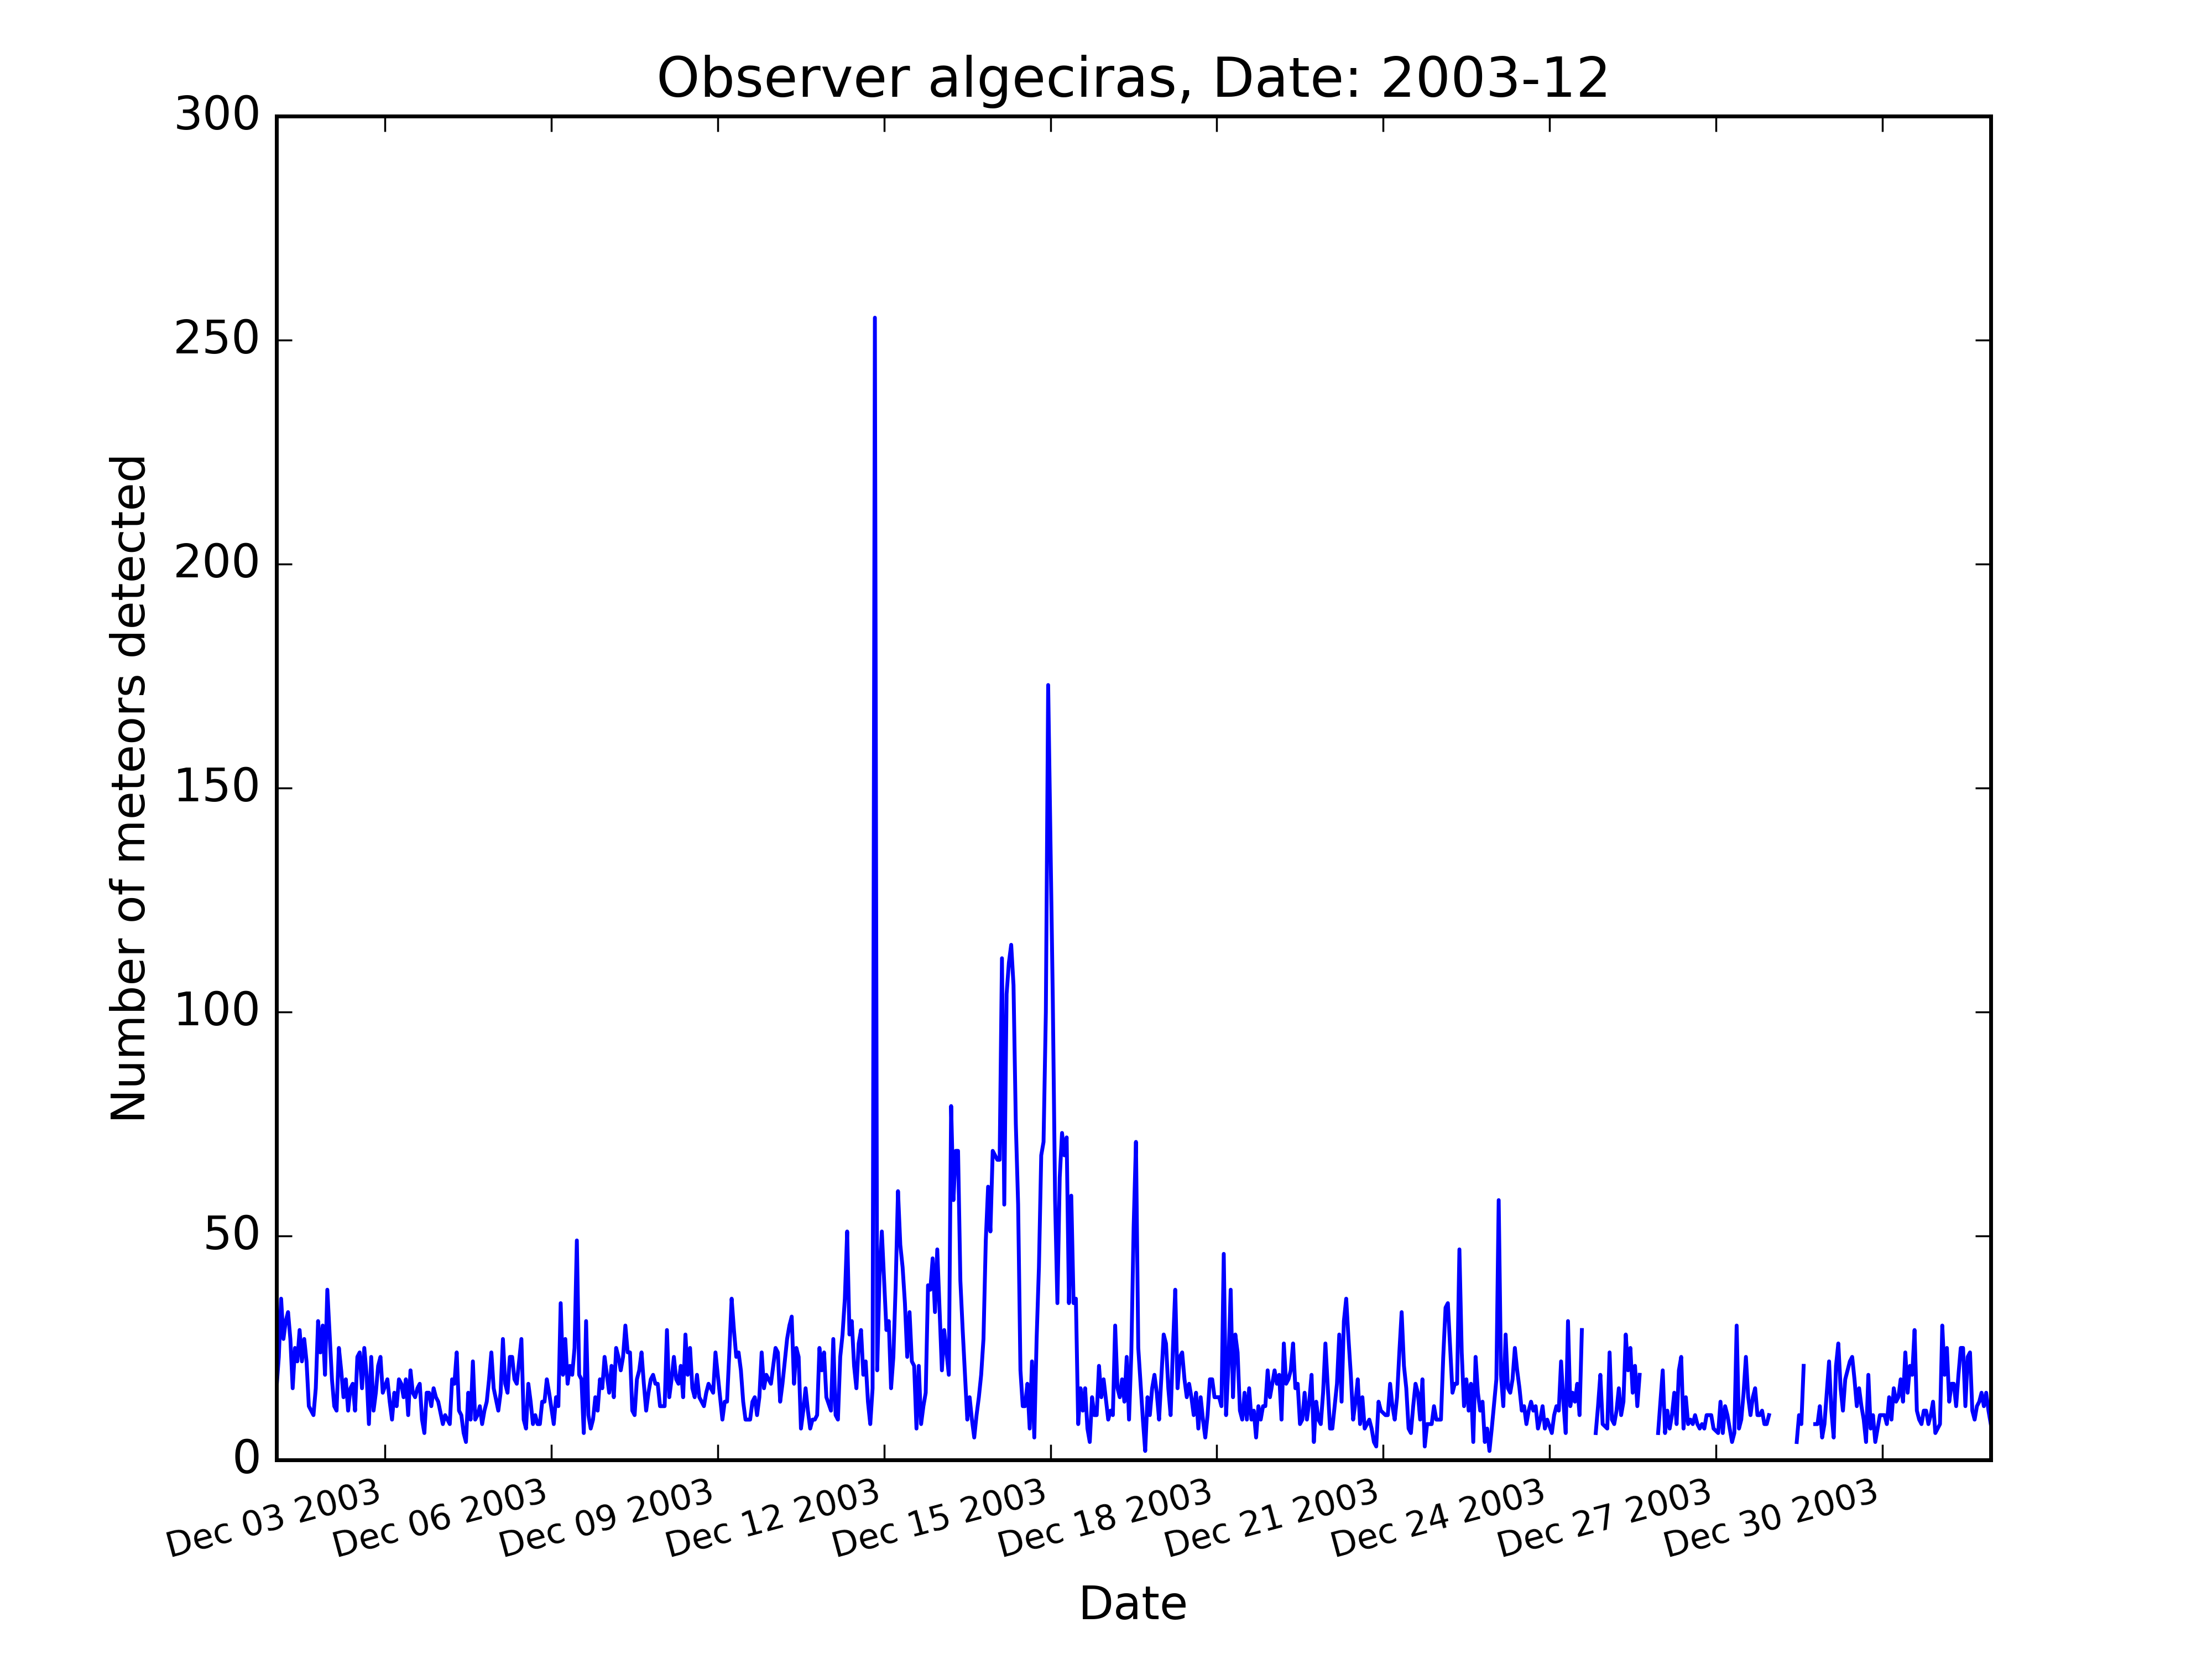 Observer algeciras, Date: 2003-12
300
250
200
150
100
50
0
Number of meteors detected
Dec 03 2003
Dec 06 2003
Dec 09 2003
Dec 12 2003
Dec 15 2003
Dec 18 2003
Dec 21 2003
Dec 24 2003
Dec 27 2003
Dec 30 2003
Date